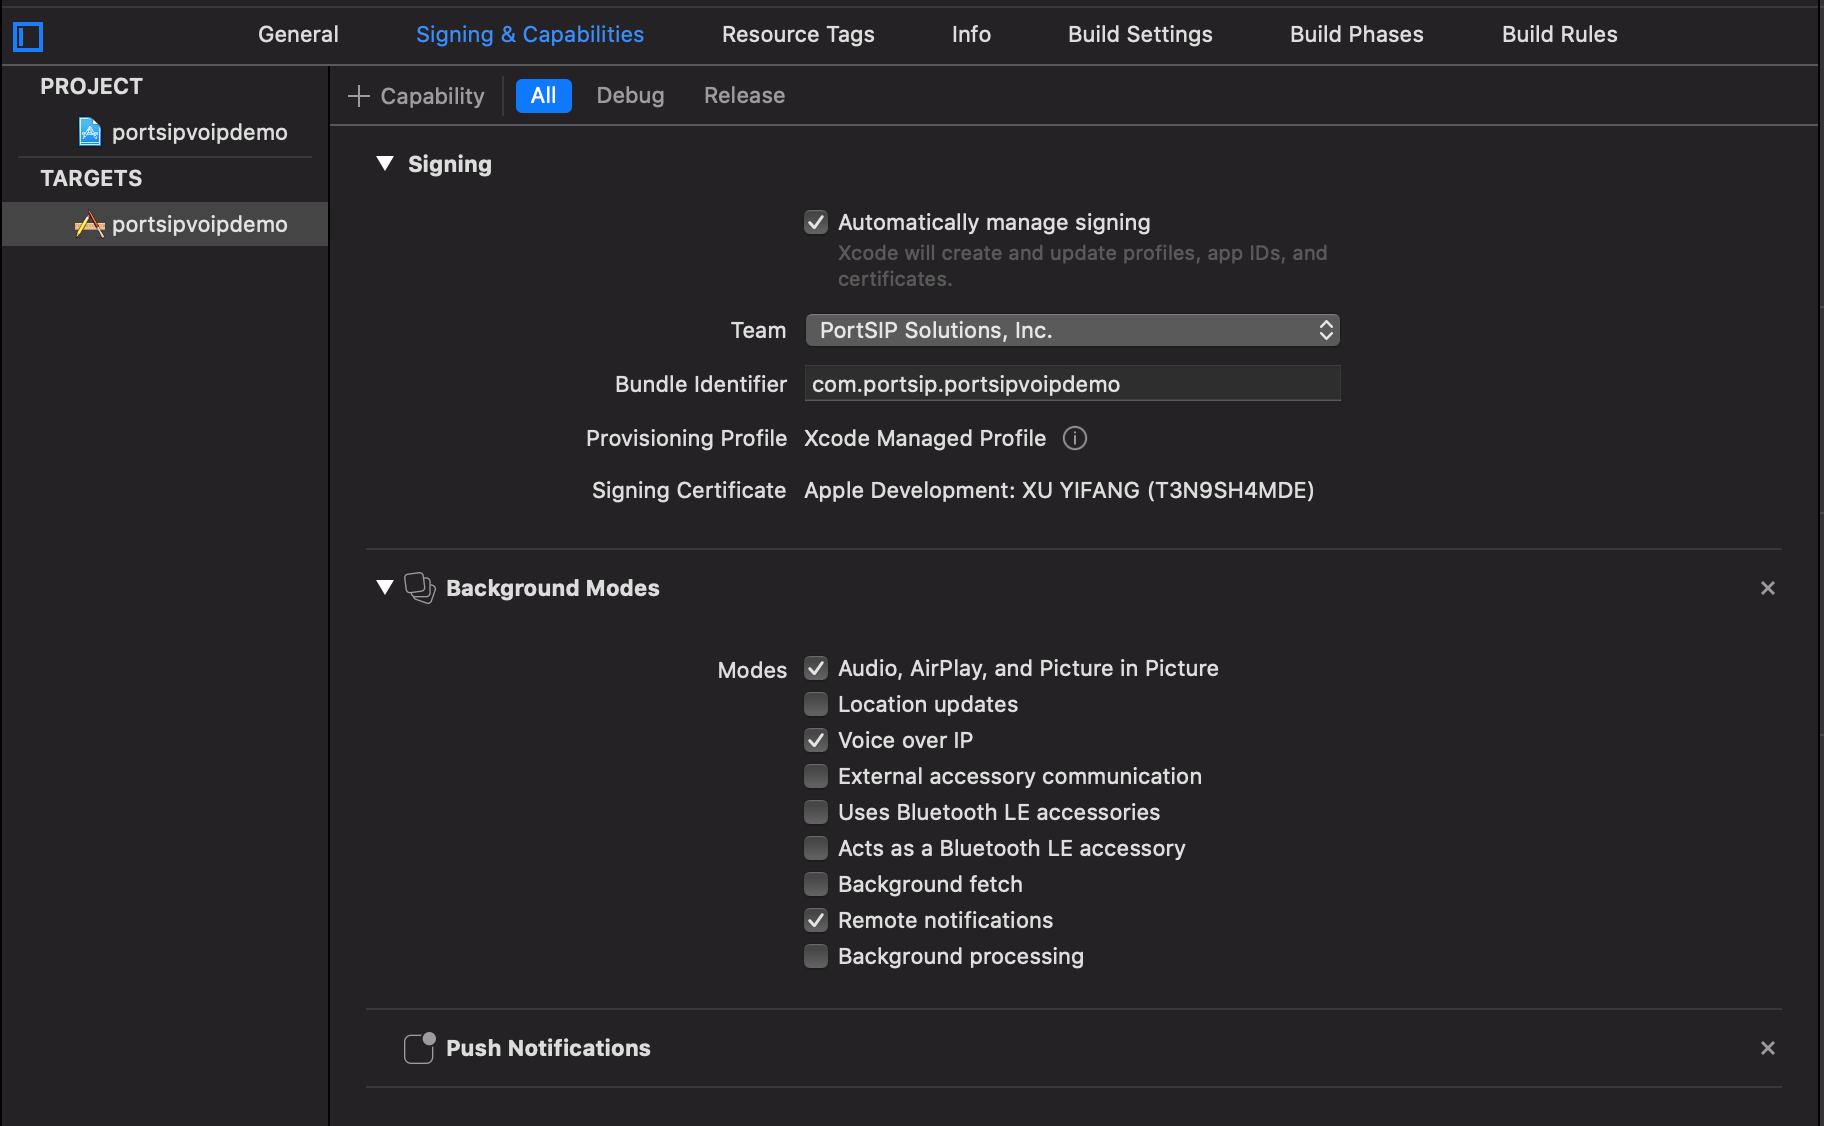 General Signing & Capabilities Resource Tags Info Build Settings Build Phases Build Rules
PROJECT
portsipvoipdemo
TARGETS
portsipvoipdemo
+ Capability All Debug Release
Signing
Automatically manage signing
Xcode will create and update profiles, app IDs, and
certificates.
Team PortSIP Solutions, Inc.
Bundle Identifier com.portsip.portsipvoipdemo
Provisioning Profile Xcode Managed Profile
Signing Certificate Apple Development: XU YIFANG (T3N9SH4MDE)
Background Modes
Modes Audio, AirPlay, and Picture in Picture
Location updates
Voice over IP
External accessory communication
Uses Bluetooth LE accessories
Acts as a Bluetooth LE accessory
Background fetch
Remote notifications
Background processing
Push Notifications